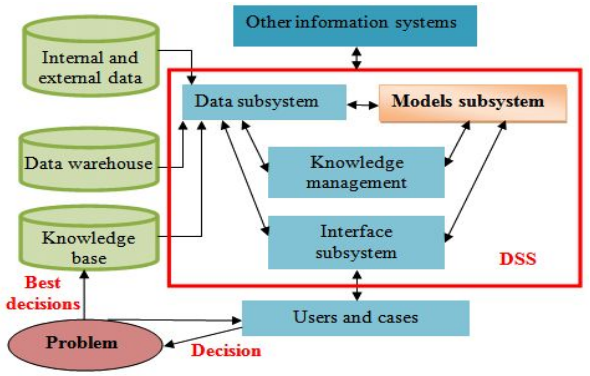 Other information systems
Internal and
external data
Data subsystem
Models subsystem
Data warehouse
Knowledge
management
Knowledge
base
Interface
subsystem
DSS
Best
decisions
Users and cases
Problem
Decision